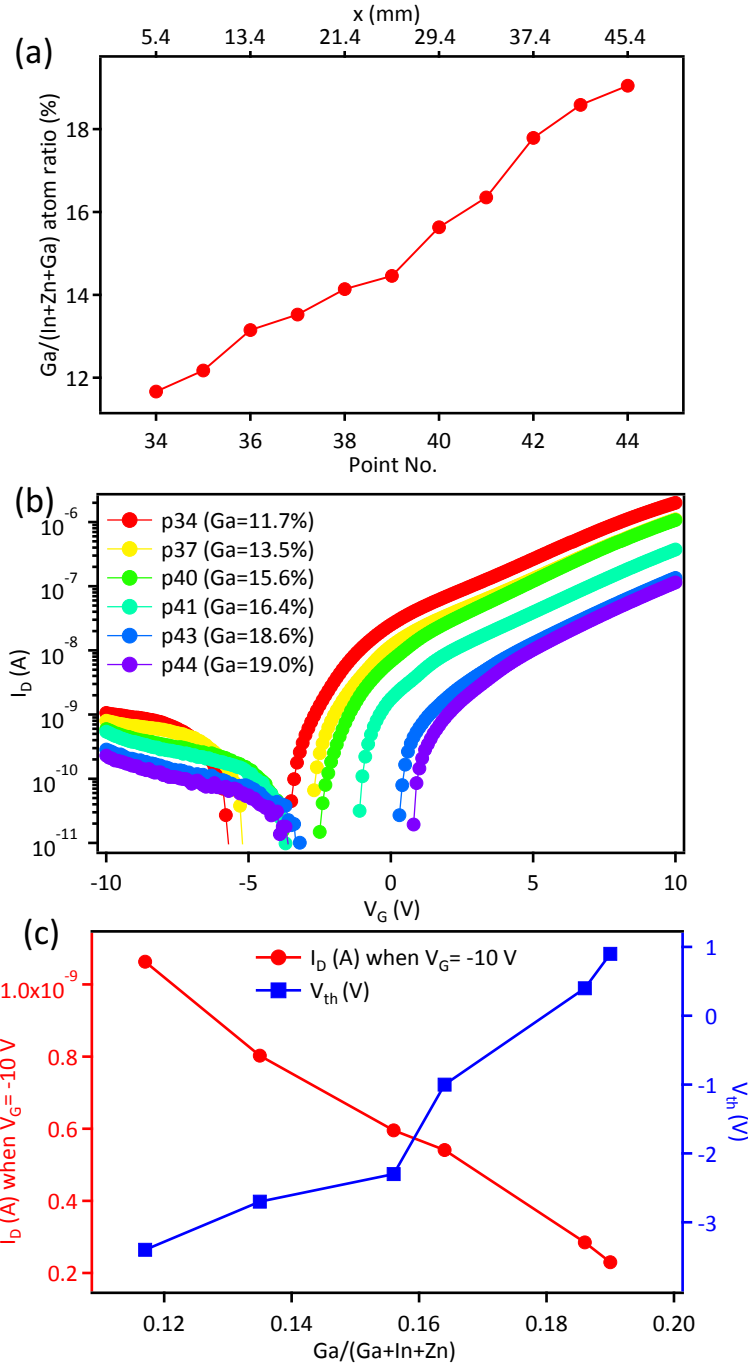 x (mm)
5.4 13.4 21.4 29.4 37.4 45.4
(a)
Ga/(In+Zn+Ga) atom ratio (%)
18
16
14
12
34 36 38 40 42 44
Point No.
(b)
I_D (A)
10^-6
10^-7
10^-8
10^-9
10^-10
10^-11
p34 (Ga=11.7%)
p37 (Ga=13.5%)
p40 (Ga=15.6%)
p41 (Ga=16.4%)
p43 (Ga=18.6%)
p44 (Ga=19.0%)
-10 -5 0 5 10
V_G (V)
(c)
I_D (A) when V_G= -10 V
V_th (V)
I_D (A) when V_G= -10 V
1.0x10^-9
0.8
0.6
0.4
0.2
1
0
-1
-2
-3
V_th (V)
0.12 0.14 0.16 0.18 0.20
Ga/(Ga+In+Zn)